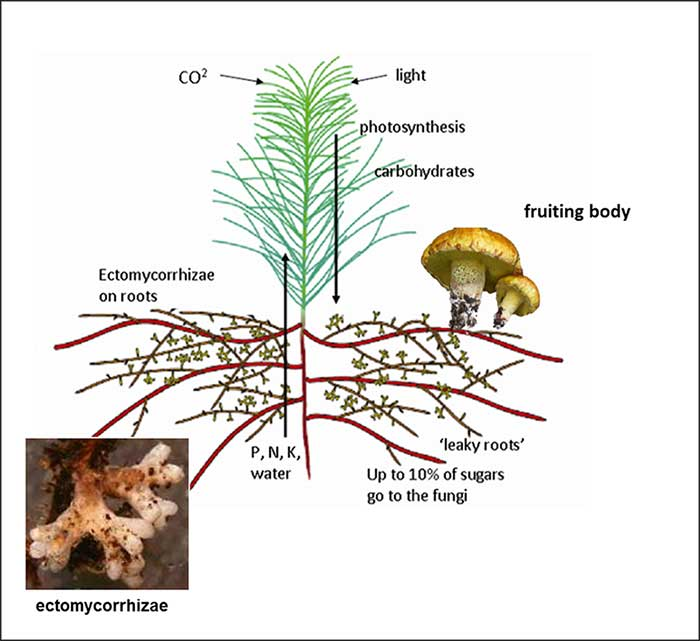 CO²
light
photosynthesis
carbohydrates
fruiting body
Ectomycorrhizae
on roots
'leaky roots'
P, N, K,
water
Up to 10% of sugars
go to the fungi
ectomycorrhizae